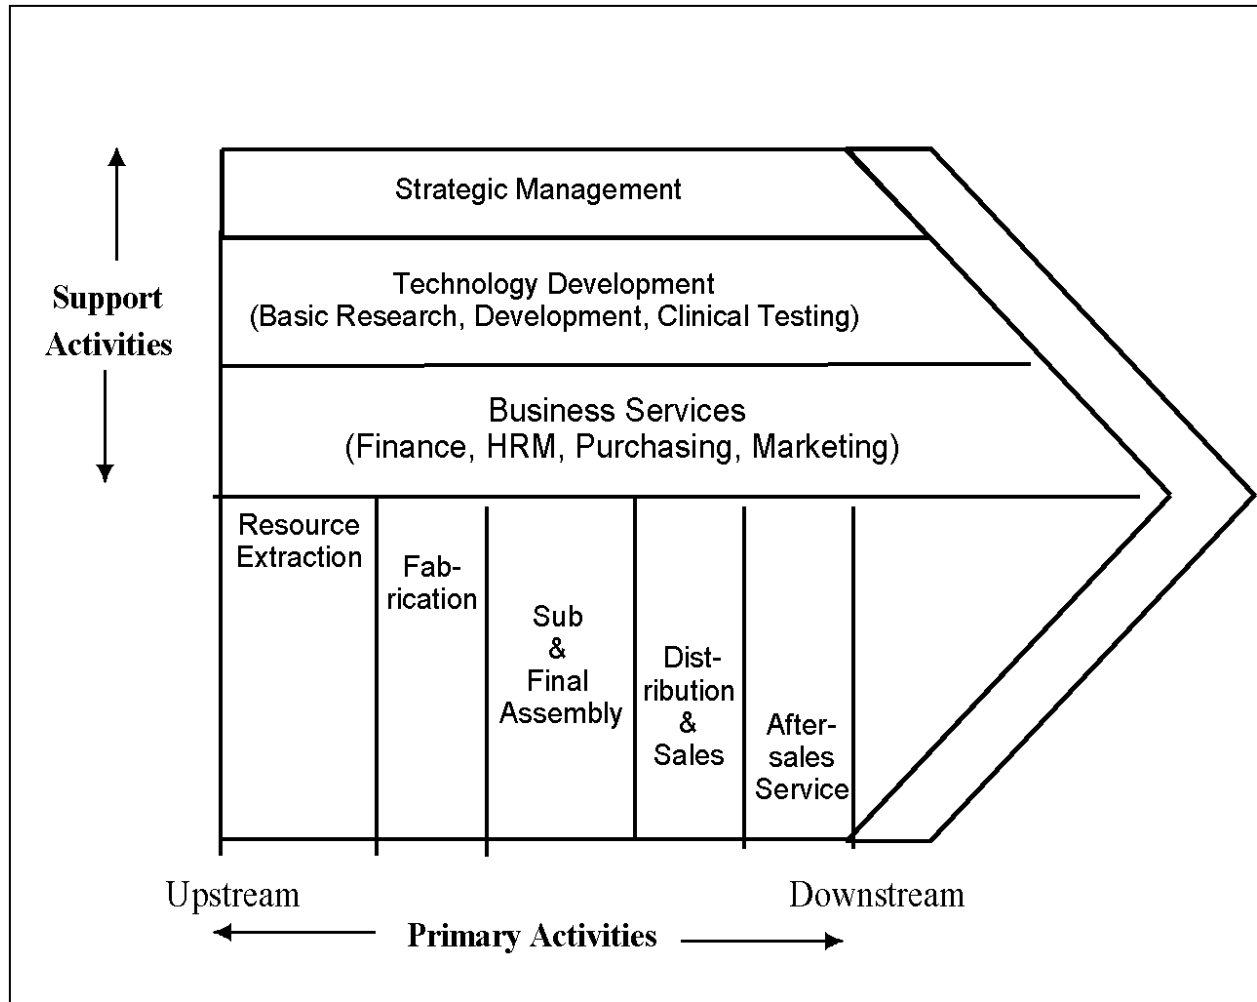 Strategic Management
Technology Development
(Basic Research, Development, Clinical Testing)
Support
Activities
Business Services
(Finance, HRM, Purchasing, Marketing)
Resource
Extraction
Fab-
rication
Sub
&
Final
Assembly
Dist-
ribution
&
Sales
After-
sales
Service
Upstream
Downstream
Primary Activities